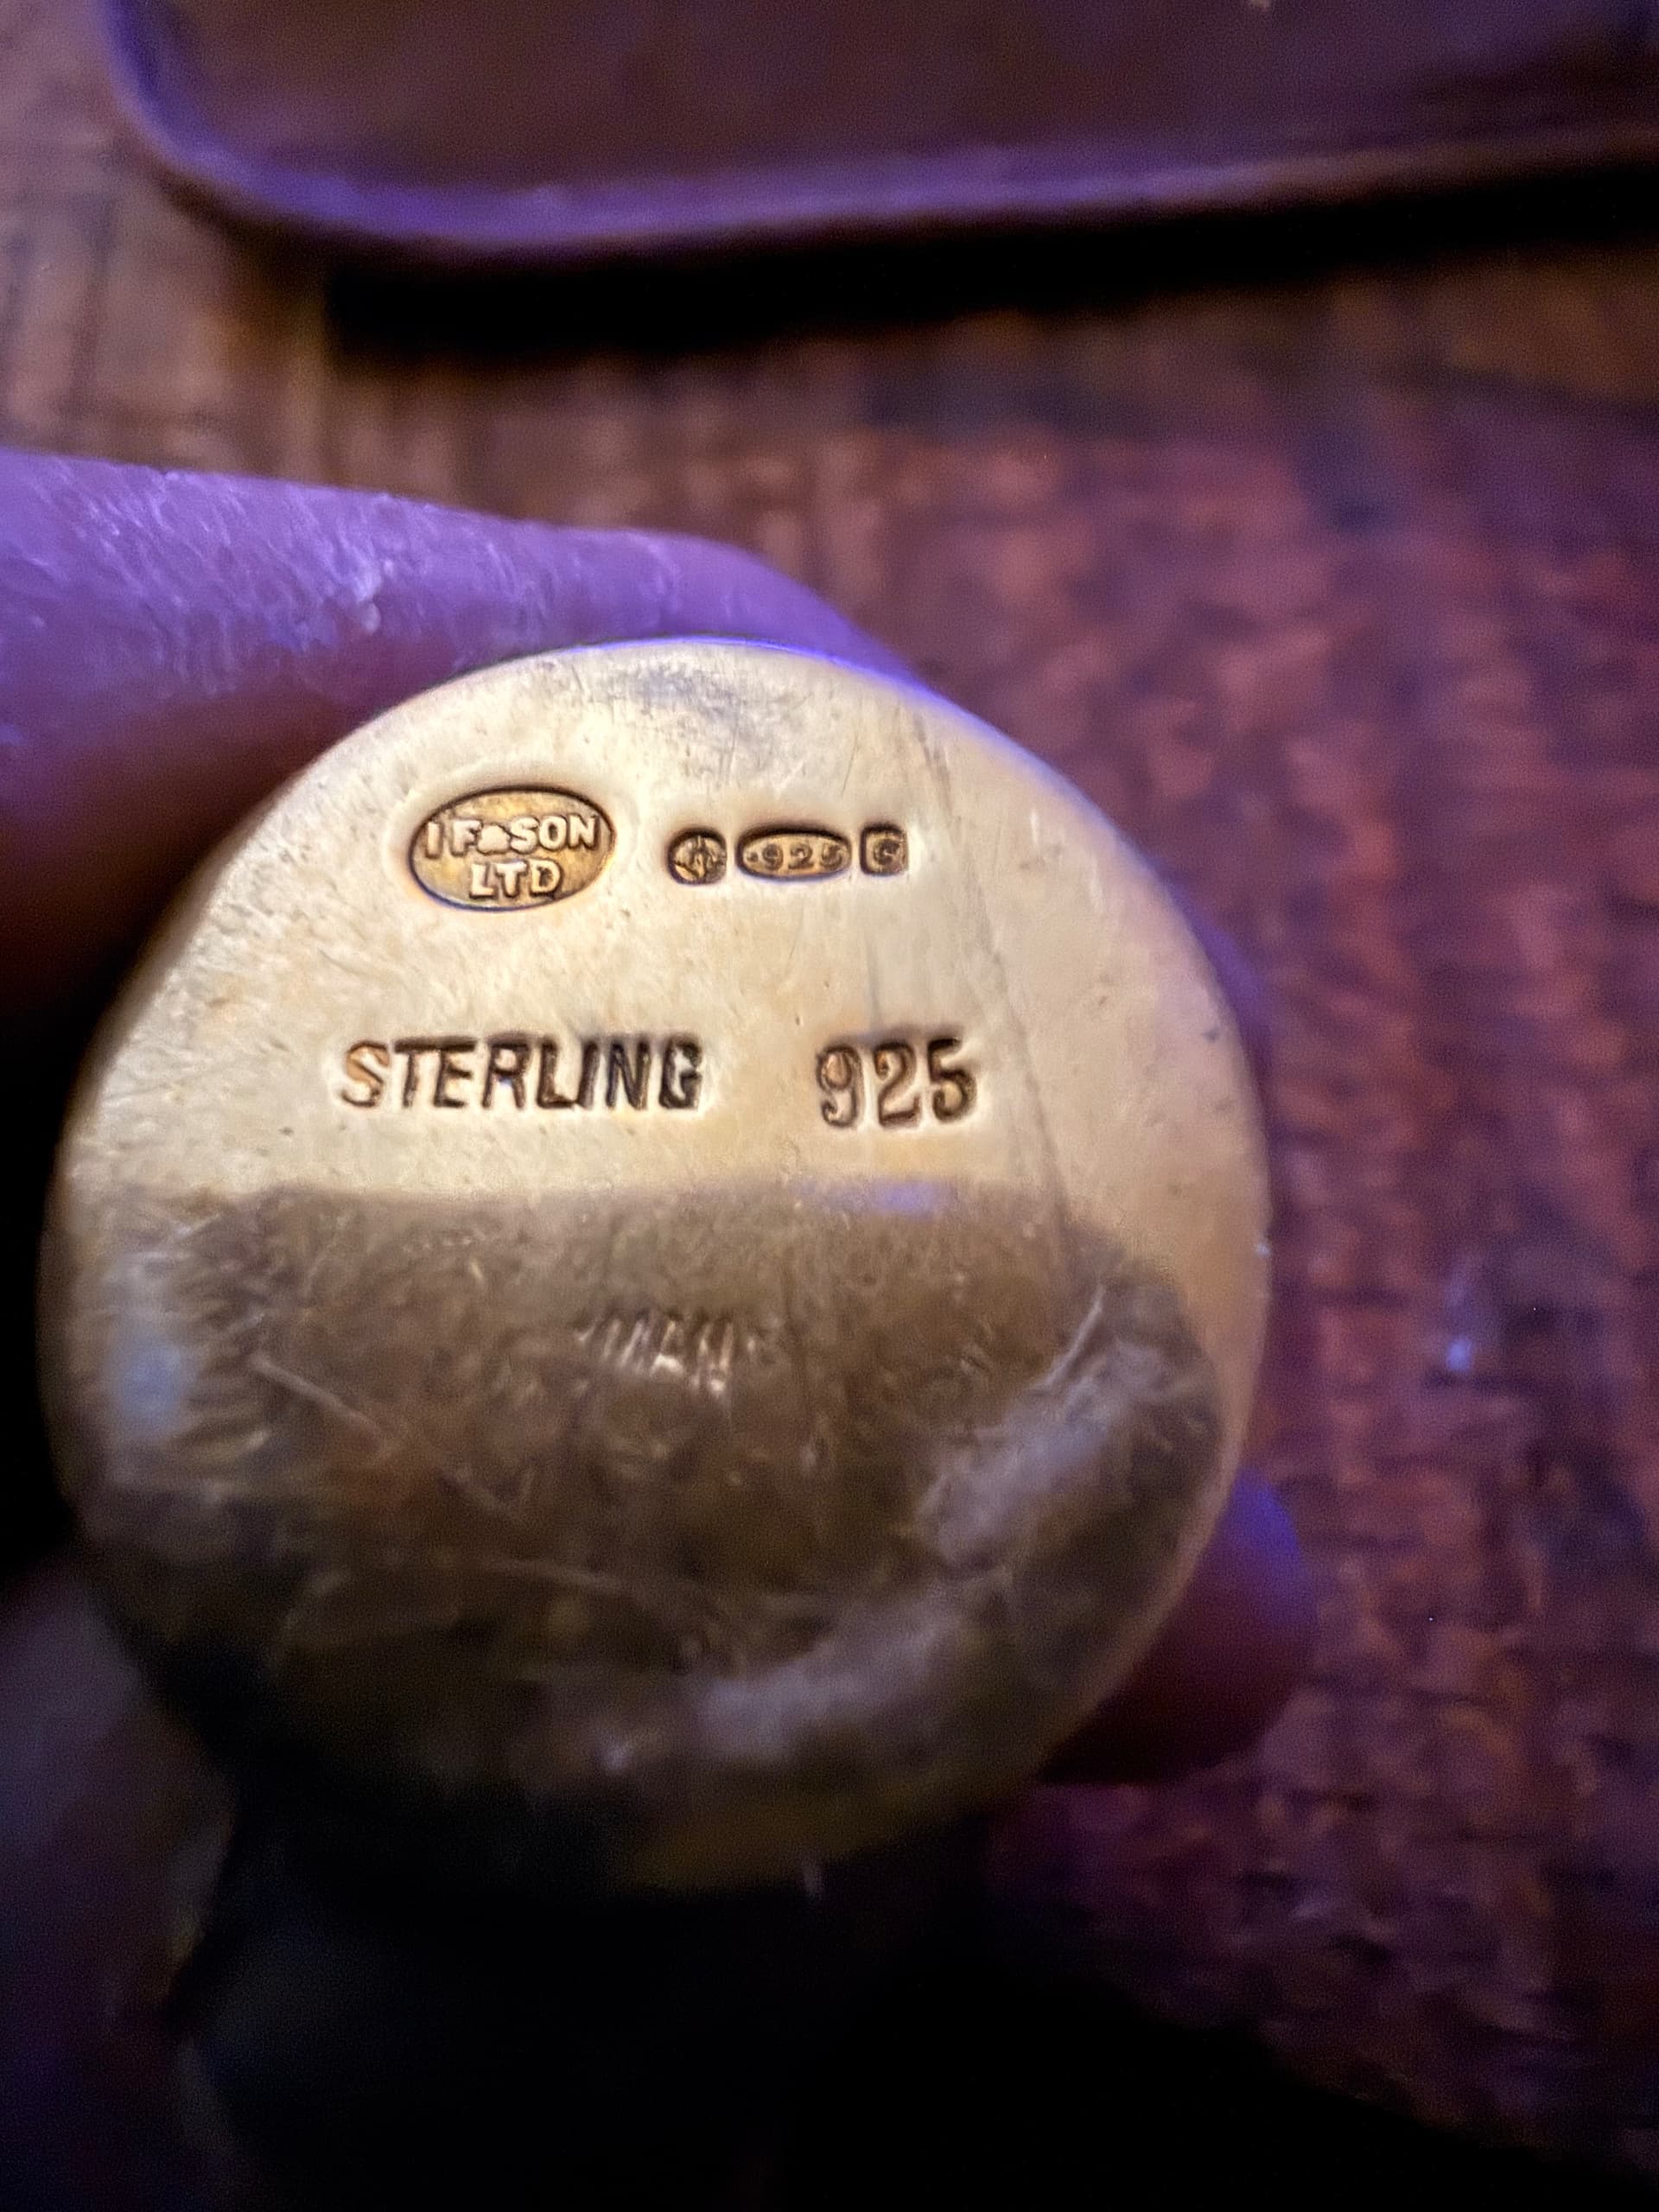 I F&SON ·925 C
LTD
STERLING 925